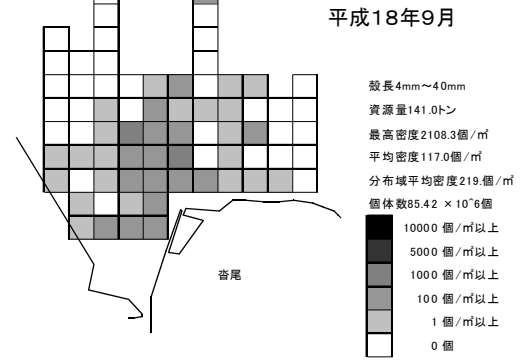 平成18年9月
殻長4mm～40mm
資源量141.0トン
最高密度2108.3個/㎡
平均密度117.0個/㎡
分布域平均密度219.個/㎡
個体数85.42 ×10^6個
10000 個/㎡以上
5000 個/㎡以上
1000 個/㎡以上
100 個/㎡以上
1 個/㎡以上
0 個
沓尾